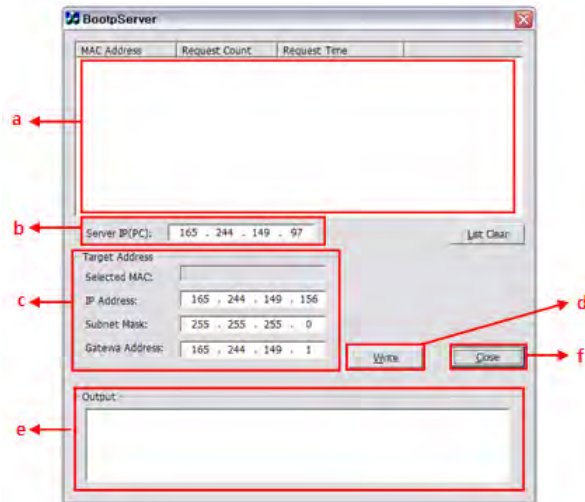 BootpServer
MAC Address Request Count Request Time
a
b
Server IP(PC): 165 . 244 . 149 . 97
List Clear
Target Address
Selected MAC:
c
IP Address: 165 . 244 . 149 . 156
d
Subnet Mask: 255 . 255 . 255 . 0
Gatewa Address: 165 . 244 . 149 . 1
Write
Close
f
Output
e